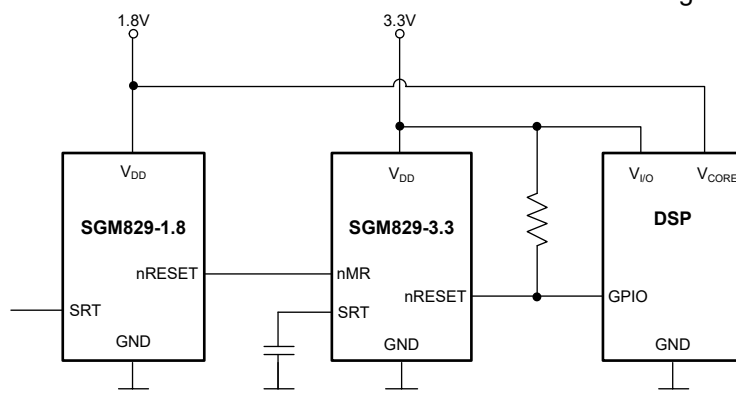 1.8V
3.3V
VDD
VDD
VI/O
VCORE
SGM829-1.8
SGM829-3.3
DSP
nRESET
nMR
nRESET
GPIO
SRT
SRT
GND
GND
GND